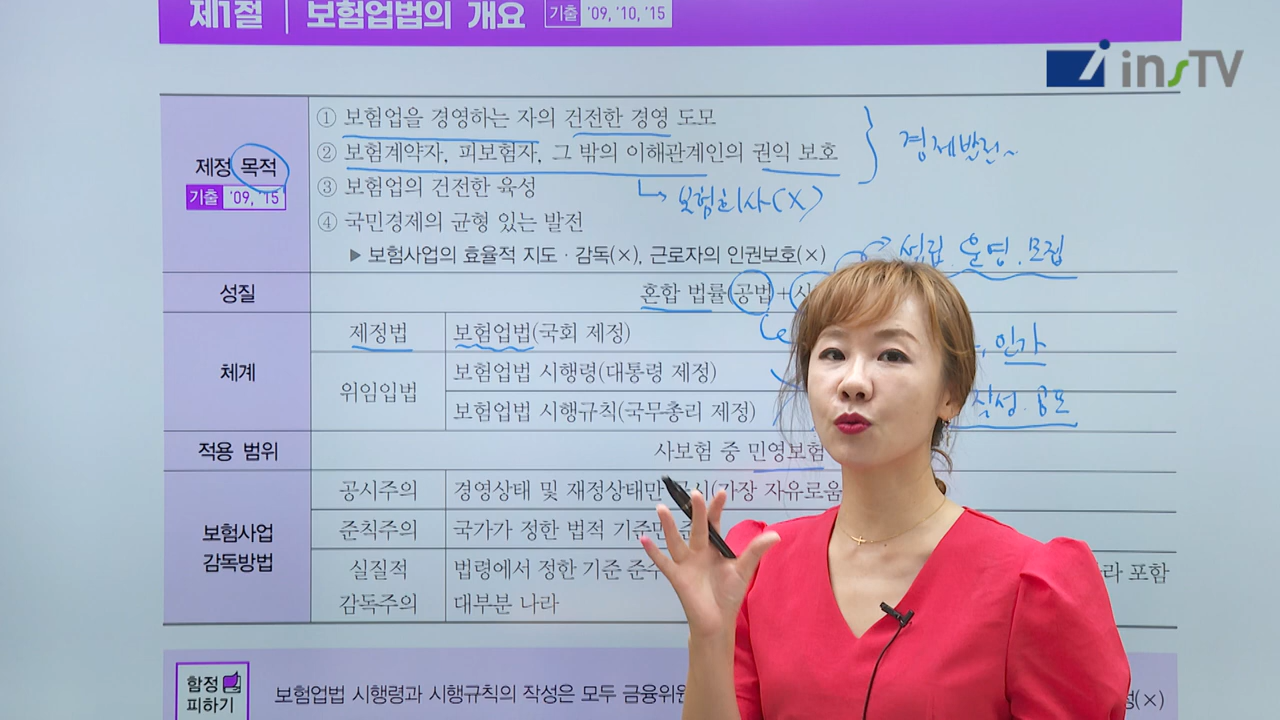 제1절 보험업법의 개요 기출 '09, '10, '15
insTV
제정 목적
기출 '09, '15
① 보험업을 경영하는 자의 건전한 경영 도모
② 보험계약자, 피보험자, 그 밖의 이해관계인의 권익 보호
③ 보험업의 건전한 육성
④ 국민경제의 균형 있는 발전
▶ 보험사업의 효율적 지도 · 감독(×), 근로자의 인권보호(×)
경제발전~
보험회사(X)
설립. 운영. 모집
성질
혼합 법률(공법+
인가
체계
제정법
보험업법(국회 제정)
위임입법
보험업법 시행령(대통령 제정)
보험업법 시행규칙(국무총리 제정)
작성. 공포
적용 범위
사보험 중 민영보험
보험사업
감독방법
공시주의
경영상태 및 재정상태만 공시(가장 자유로움
준칙주의
국가가 정한 법적 기준만
실질적
감독주의
법령에서 정한 기준 준수
포함
대부분 나라
함정
피하기
보험업법 시행령과 시행규칙의 작성은 모두 금융위원
(×)